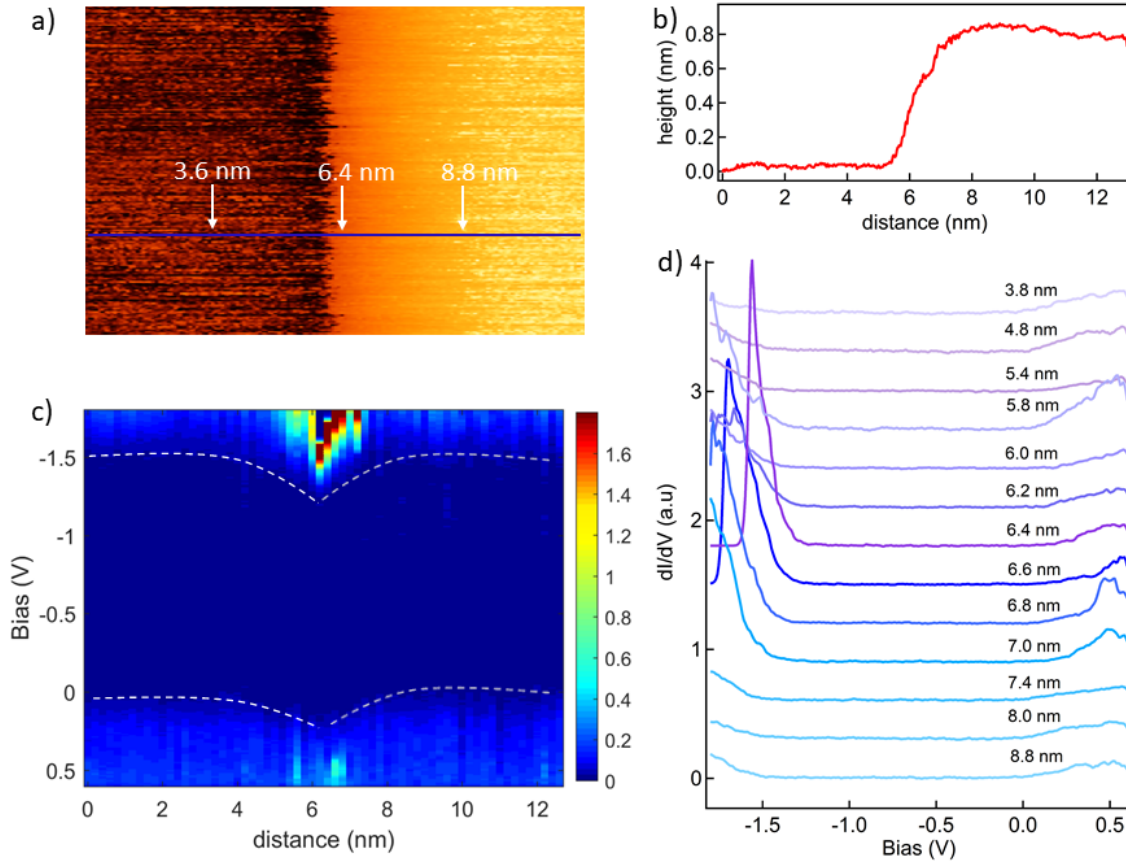 a)
3.6 nm
6.4 nm
8.8 nm
b)
height (nm)
0.8
0.6
0.4
0.2
0.0
0 2 4 6 8 10 12
distance (nm)
c)
Bias (V)
-1.5
-1
-0.5
0
0.5
0 2 4 6 8 10 12
distance (nm)
1.6
1.4
1.2
1
0.8
0.6
0.4
0.2
0
d)
dI/dV (a.u)
4
3
2
1
0
3.8 nm
4.8 nm
5.4 nm
5.8 nm
6.0 nm
6.2 nm
6.4 nm
6.6 nm
6.8 nm
7.0 nm
7.4 nm
8.0 nm
8.8 nm
-1.5 -1.0 -0.5 0.0 0.5
Bias (V)